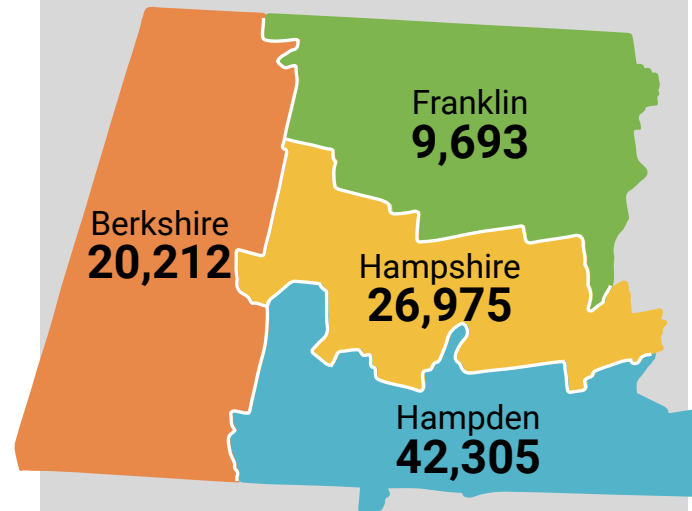 Franklin
9,693
Berkshire
20,212
Hampshire
26,975
Hampden
42,305